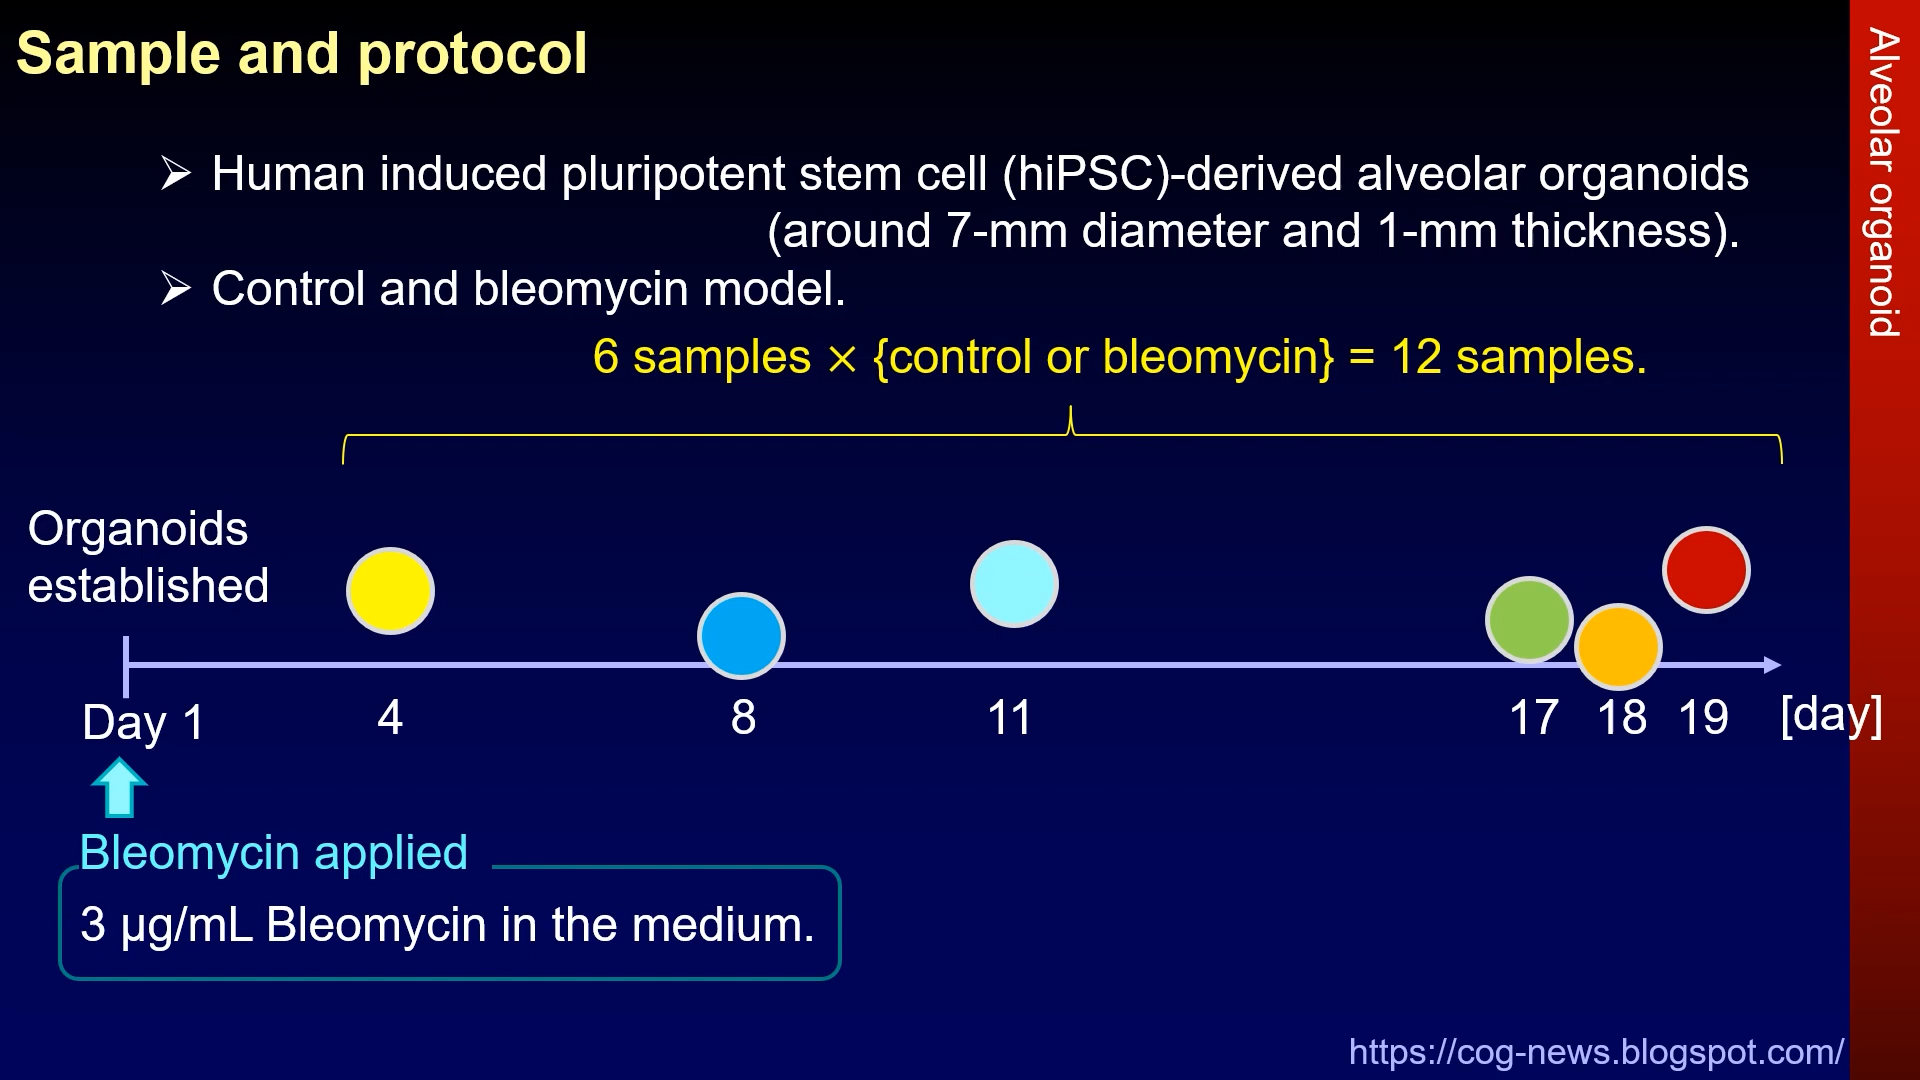 Sample and protocol
Alveolar organoid
➢ Human induced pluripotent stem cell (hiPSC)-derived alveolar organoids
(around 7-mm diameter and 1-mm thickness).
➢ Control and bleomycin model.
6 samples × {control or bleomycin} = 12 samples.
Organoids
established
Day 1 4 8 11 17 18 19 [day]
Bleomycin applied
3 μg/mL Bleomycin in the medium.
https://cog-news.blogspot.com/